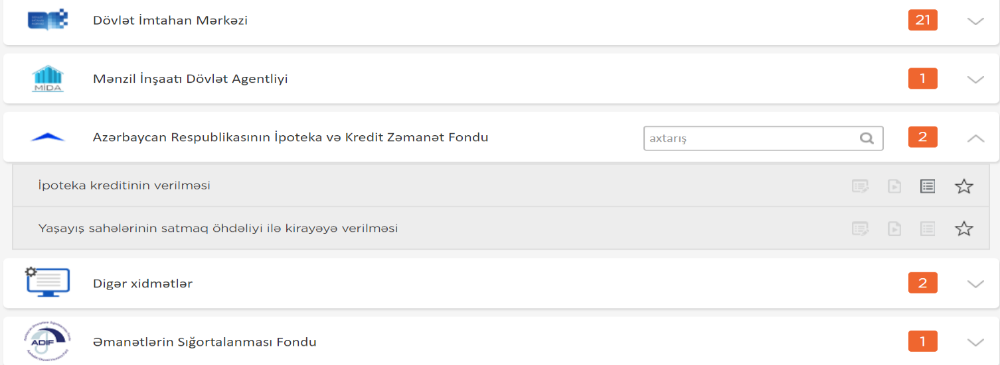 Dövlət İmtahan Mərkəzi
21
MİDA
Mənzil İnşaatı Dövlət Agentliyi
1
Azərbaycan Respublikasının İpoteka və Kredit Zəmanət Fondu
axtarış
2
İpoteka kreditinin verilməsi
Yaşayış sahələrinin satmaq öhdəliyi ilə kirayəyə verilməsi
Digər xidmətlər
2
ADIF
Əmanətlərin Sığortalanması Fondu
1